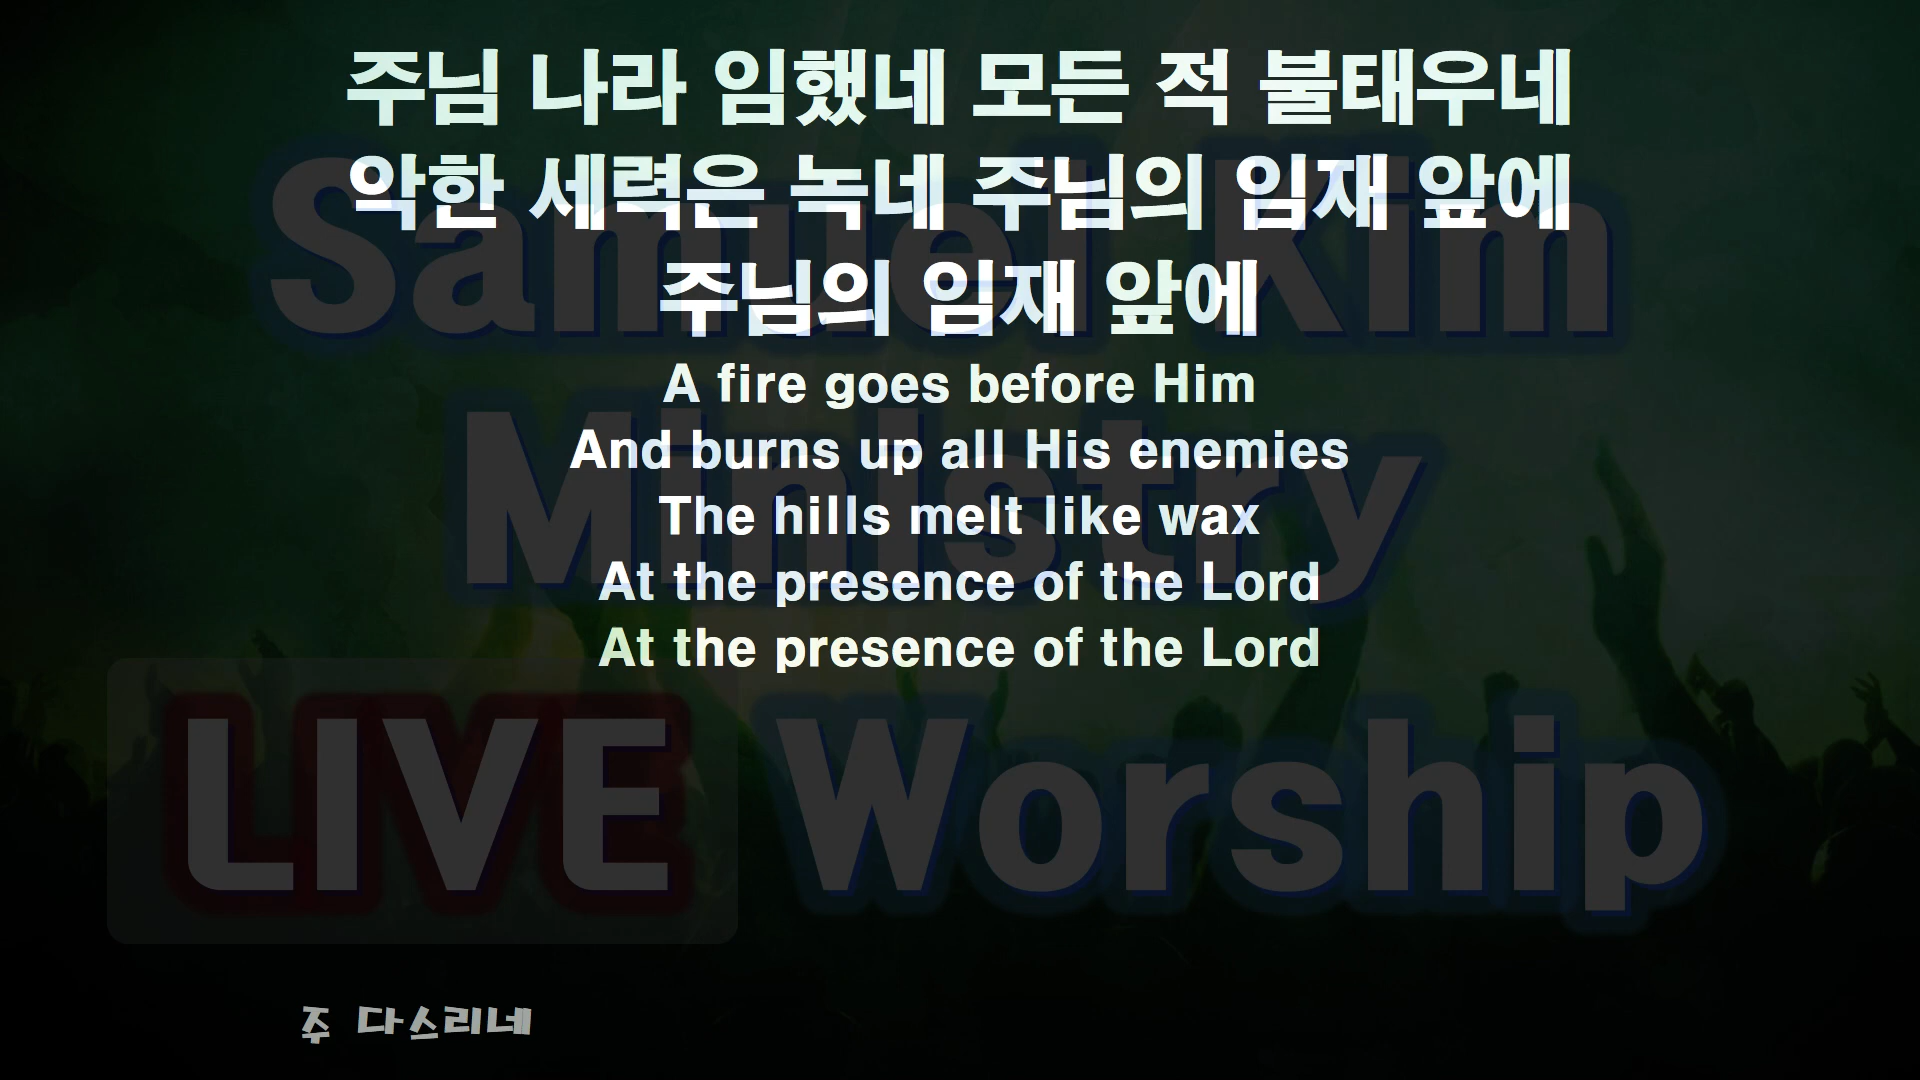 주님 나라 임했네 모든 적 불태우네
악한 세력은 녹네 주님의 임재 앞에
주님의 임재 앞에
A fire goes before Him
And burns up all His enemies
The hills melt like wax
At the presence of the Lord
At the presence of the Lord
Samuel Kim
Ministry
LIVE Worship
주 다스리네